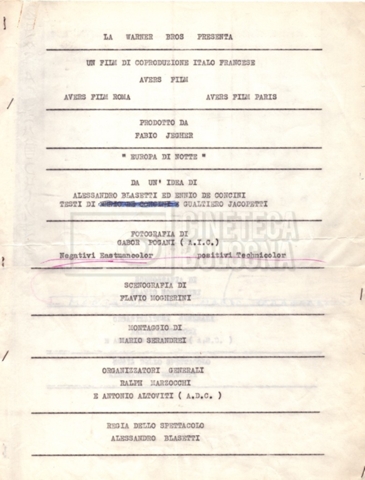 LA WARNER BROS PRESENTA
UN FILM DI COPRODUZIONE ITALO FRANCESE
AVERS FILM
AVERS FILM ROMA AVERS FILM PARIS
PRODOTTO DA
FABIO JEGHER
" EUROPA DI NOTTE "
DA UN' IDEA DI
ALESSANDRO BLASETTI ED ENNIO DE CONCINI
TESTI DI GUALTIERO JACOPETTI
FOTOGRAFIA DI
GABOR POGANI ( A.I.C.)
Negativi Eastmancolor positivi Technicolor
SCENOGRAFIA DI
FLAVIO MOGHERINI
MONTAGGIO DI
MARIO SERANDREI
ORGANIZZATORI GENERALI
RALPH MARZOCCHI
E ANTONIO ALTOVITI ( A.D.C. )
REGIA DELLO SPETTACOLO
ALESSANDRO BLASETTI
CINETECA
BOLOGNA